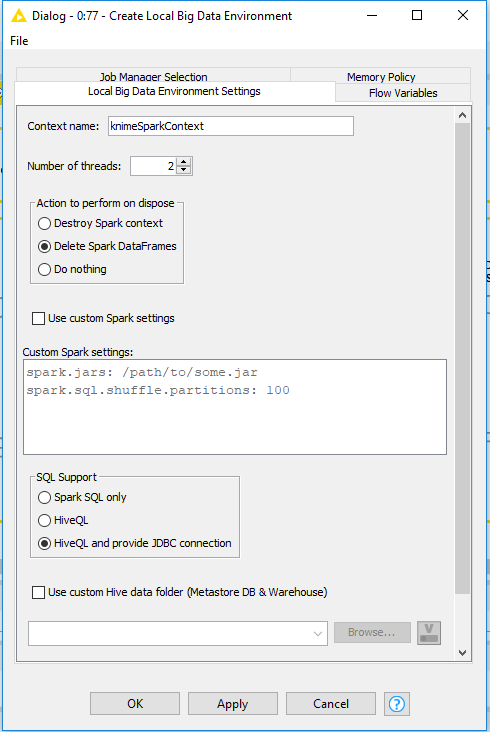 Dialog - 0:77 - Create Local Big Data Environment
File
Job Manager Selection
Memory Policy
Local Big Data Environment Settings
Flow Variables
Context name:
knimeSparkContext
Number of threads:
2
Action to perform on dispose
Destroy Spark context
Delete Spark DataFrames
Do nothing
Use custom Spark settings
Custom Spark settings:
spark.jars: /path/to/some.jar
spark.sql.shuffle.partitions: 100
SQL Support
Spark SQL only
HiveQL
HiveQL and provide JDBC connection
Use custom Hive data folder (Metastore DB & Warehouse)
Browse...
V
OK
Apply
Cancel
?